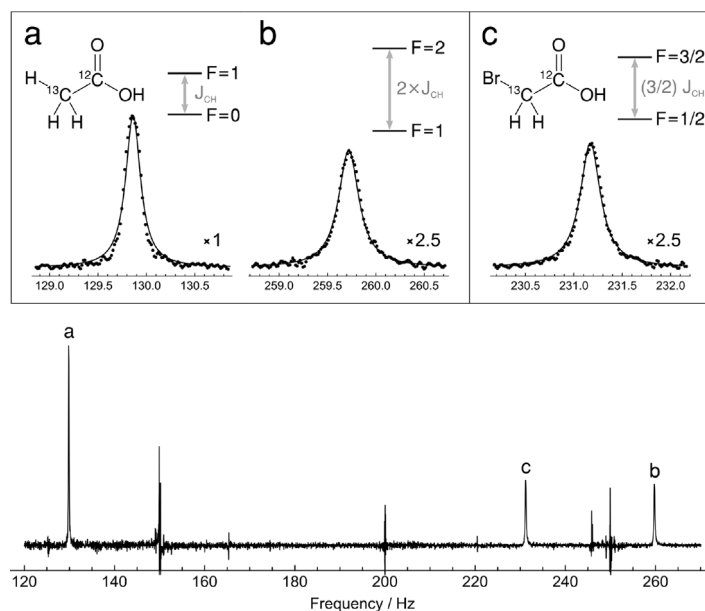 a
O
H
12
C
13
C
OH
H H
F=1
J_CH
F=0
×1
129.0 129.5 130.0 130.5
b
F=2
2×J_CH
F=1
×2.5
259.0 259.5 260.0 260.5
c
O
Br
12
C
13
C
OH
H H
F=3/2
(3/2) J_CH
F=1/2
×2.5
230.5 231.0 231.5 232.0
a
c
b
120 140 160 180 200 220 240 260
Frequency / Hz